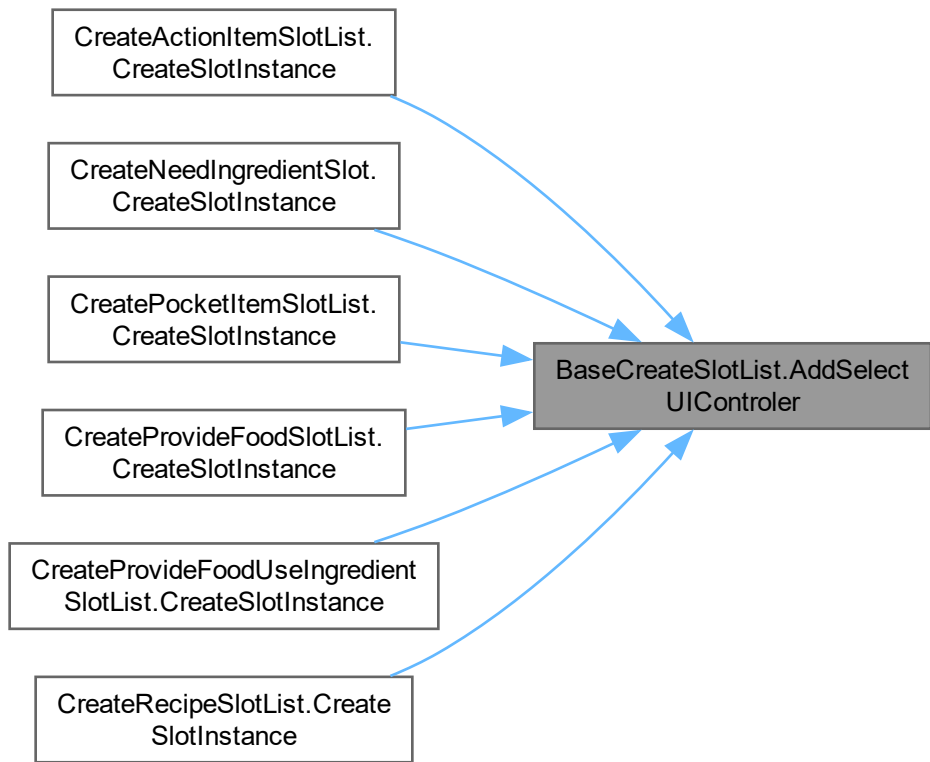 CreateActionItemSlotList.
CreateSlotInstance
CreateNeedIngredientSlot.
CreateSlotInstance
CreatePocketItemSlotList.
CreateSlotInstance
BaseCreateSlotList.AddSelect
UIControler
CreateProvideFoodSlotList.
CreateSlotInstance
CreateProvideFoodUseIngredient
SlotList.CreateSlotInstance
CreateRecipeSlotList.Create
SlotInstance